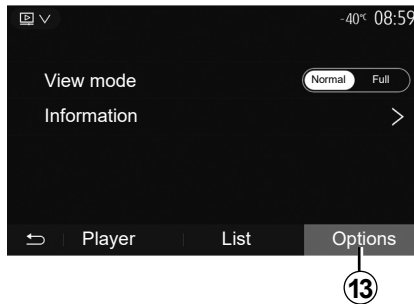 -40°C 08:59
View mode Normal Full
Information
Player List Options
13